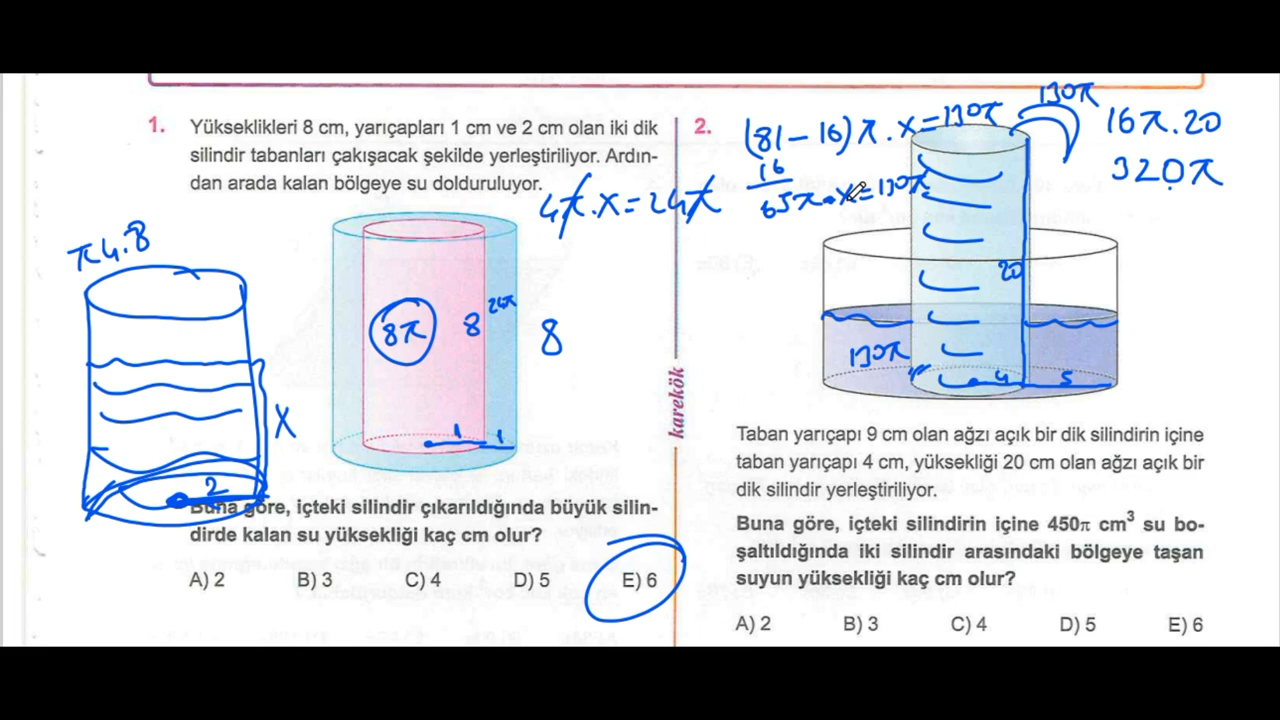 1.
Yükseklikleri 8 cm, yarıçapları 1 cm ve 2 cm olan iki dik
silindir tabanları çakışacak şekilde yerleştiriliyor. Ardın-
dan arada kalan bölgeye su dolduruluyor.
4π.x=24π
π4.8
8π
8
24π
8
1
1
x
2
Buna göre, içteki silindir çıkarıldığında büyük silin-
dirde kalan su yüksekliği kaç cm olur?
A) 2 B) 3 C) 4 D) 5 E) 6
karekök
2.
130π
(81-16)π.x=130π
16
65π.x=130π
16π.20
320π
20
130π
4
5
Taban yarıçapı 9 cm olan ağzı açık bir dik silindirin içine
taban yarıçapı 4 cm, yüksekliği 20 cm olan ağzı açık bir
dik silindir yerleştiriliyor.
Buna göre, içteki silindirin içine 450π cm³ su bo-
şaltıldığında iki silindir arasındaki bölgeye taşan
suyun yüksekliği kaç cm olur?
A) 2 B) 3 C) 4 D) 5 E) 6